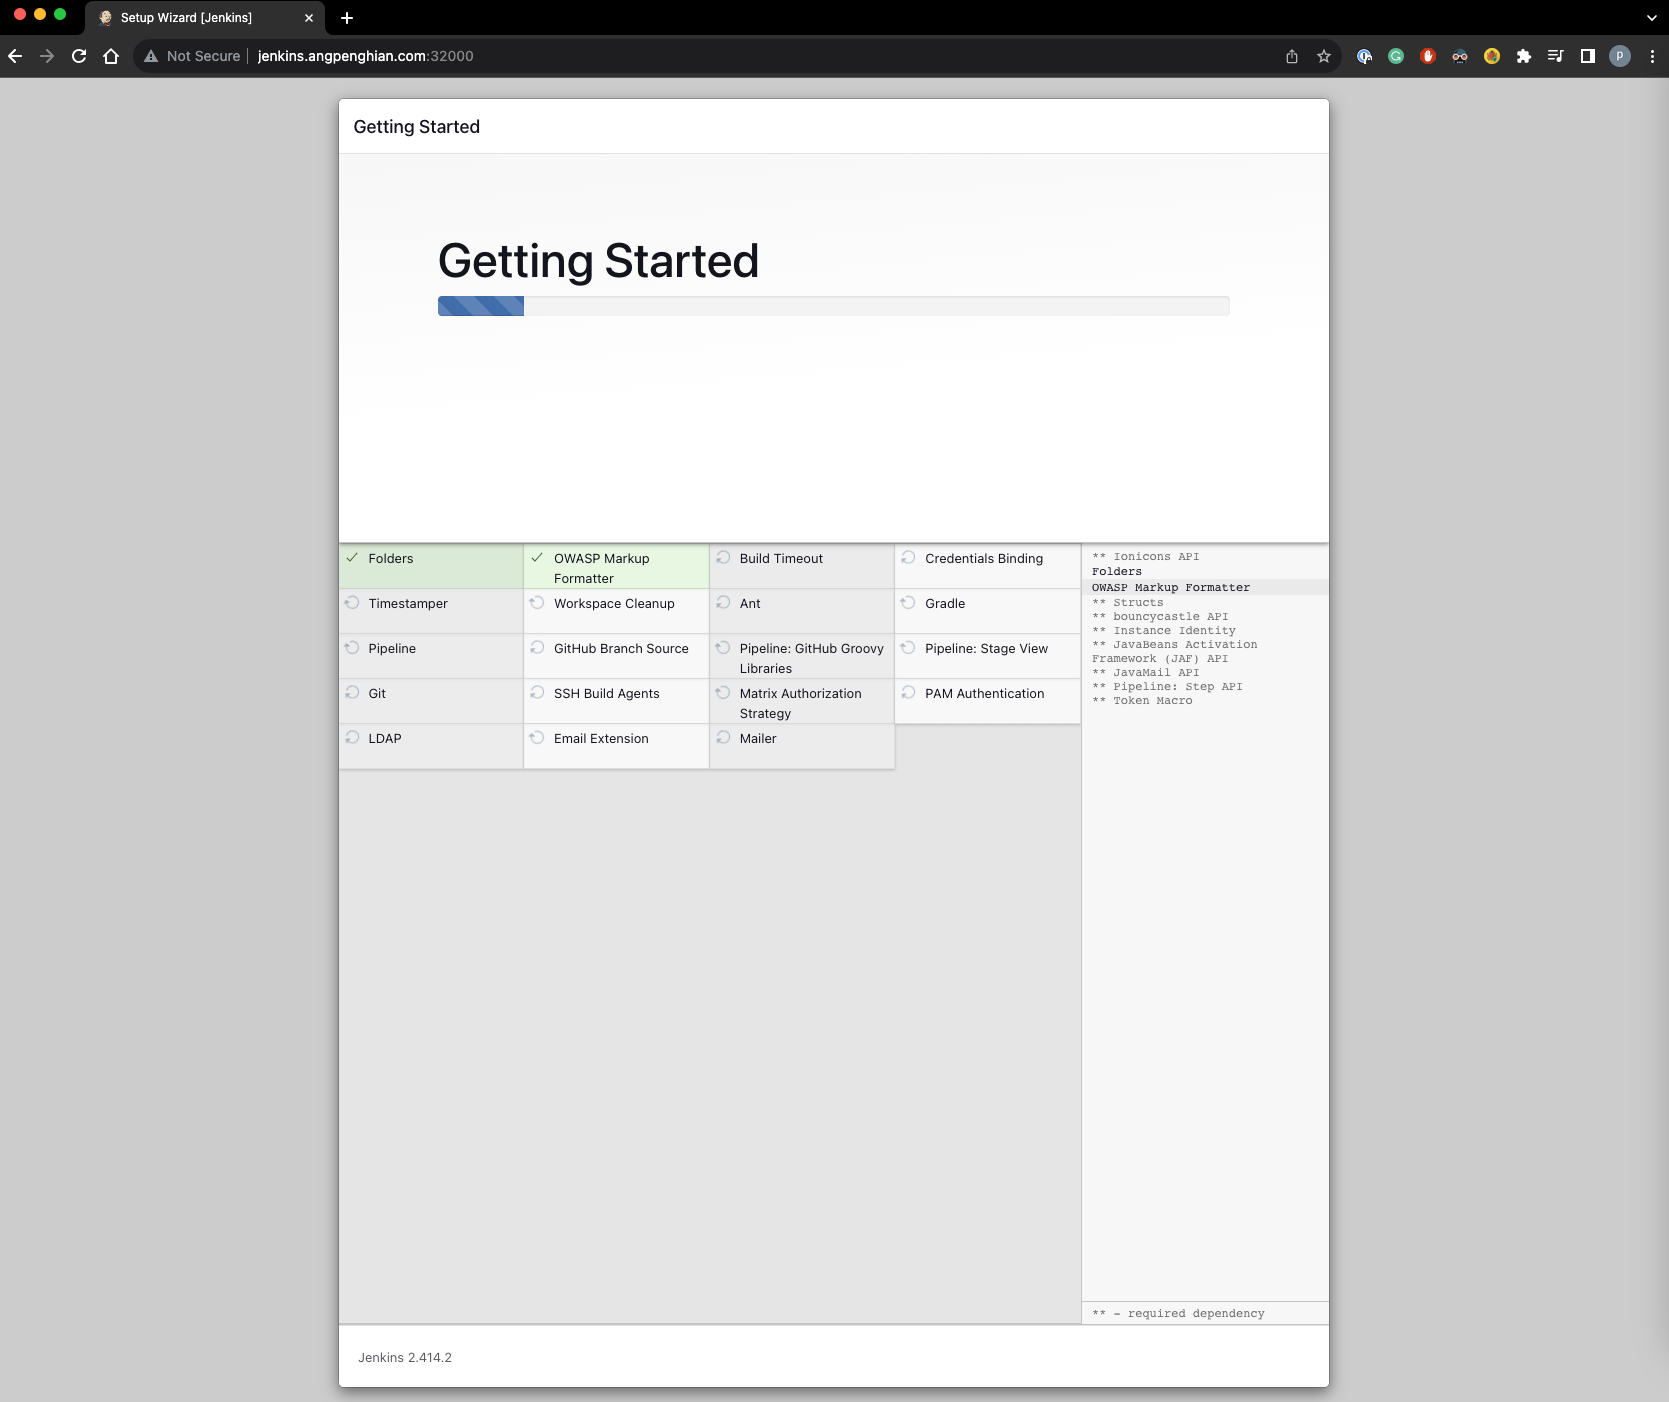 Setup Wizard [Jenkins]
Not Secure
jenkins.angpenghian.com:32000
P
Getting Started
Getting Started
Folders
OWASP Markup
Formatter
Build Timeout
Credentials Binding
Timestamper
Workspace Cleanup
Ant
Gradle
Pipeline
GitHub Branch Source
Pipeline: GitHub Groovy
Libraries
Pipeline: Stage View
Git
SSH Build Agents
Matrix Authorization
Strategy
PAM Authentication
LDAP
Email Extension
Mailer
** Ionicons API
Folders
OWASP Markup Formatter
** Structs
** bouncycastle API
** Instance Identity
** JavaBeans Activation
Framework (JAF) API
** JavaMail API
** Pipeline: Step API
** Token Macro
** - required dependency
Jenkins 2.414.2